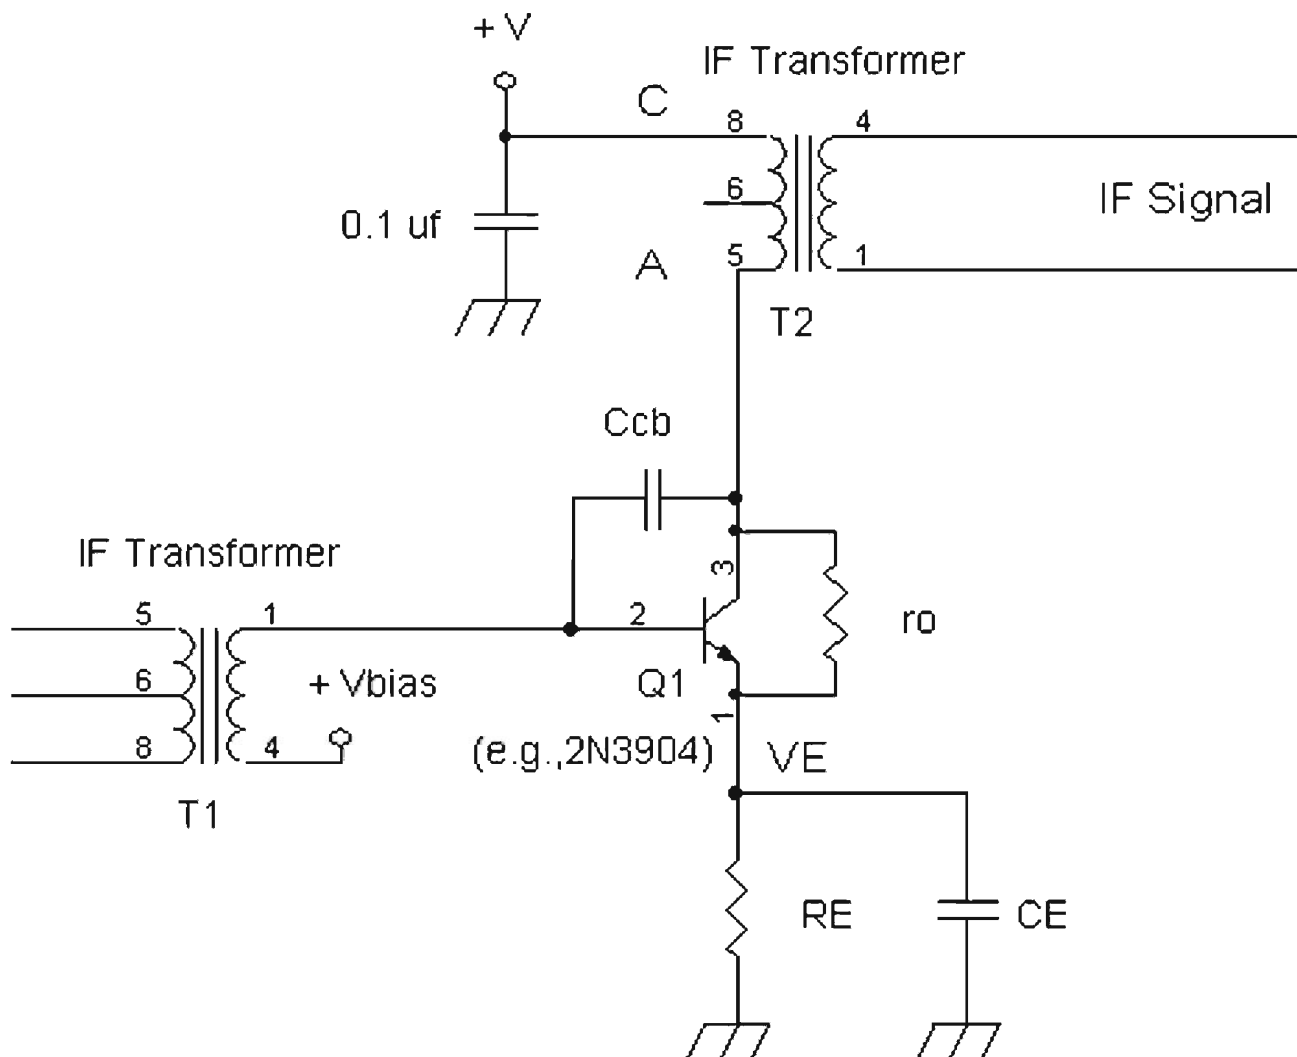 + V
IF Transformer
C
8
4
6
IF Signal
0.1 uf
A
5
1
T2
Ccb
IF Transformer
3
5
1
2
ro
6
+ Vbias
Q1
1
8
4
(e.g.,2N3904)
VE
T1
RE
CE